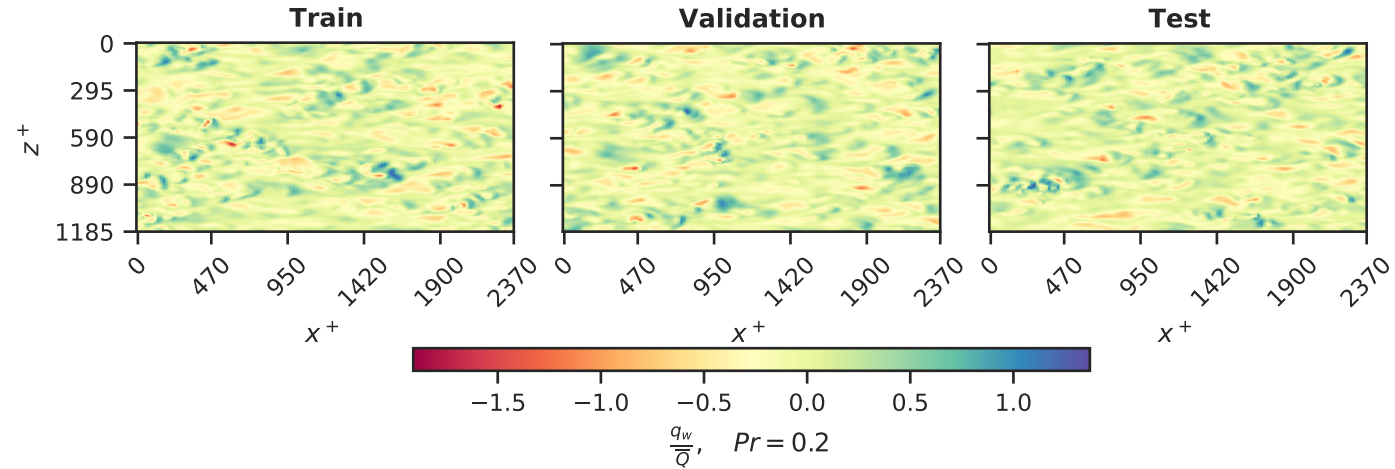 Train Validation Test
0
295
590
890
1185
z+
0 470 950 1420 1900 2370 0 470 950 1420 1900 2370 0 470 950 1420 1900 2370
x+ x+ x+
−1.5 −1.0 −0.5 0.0 0.5 1.0
q_w/Q̅, Pr = 0.2